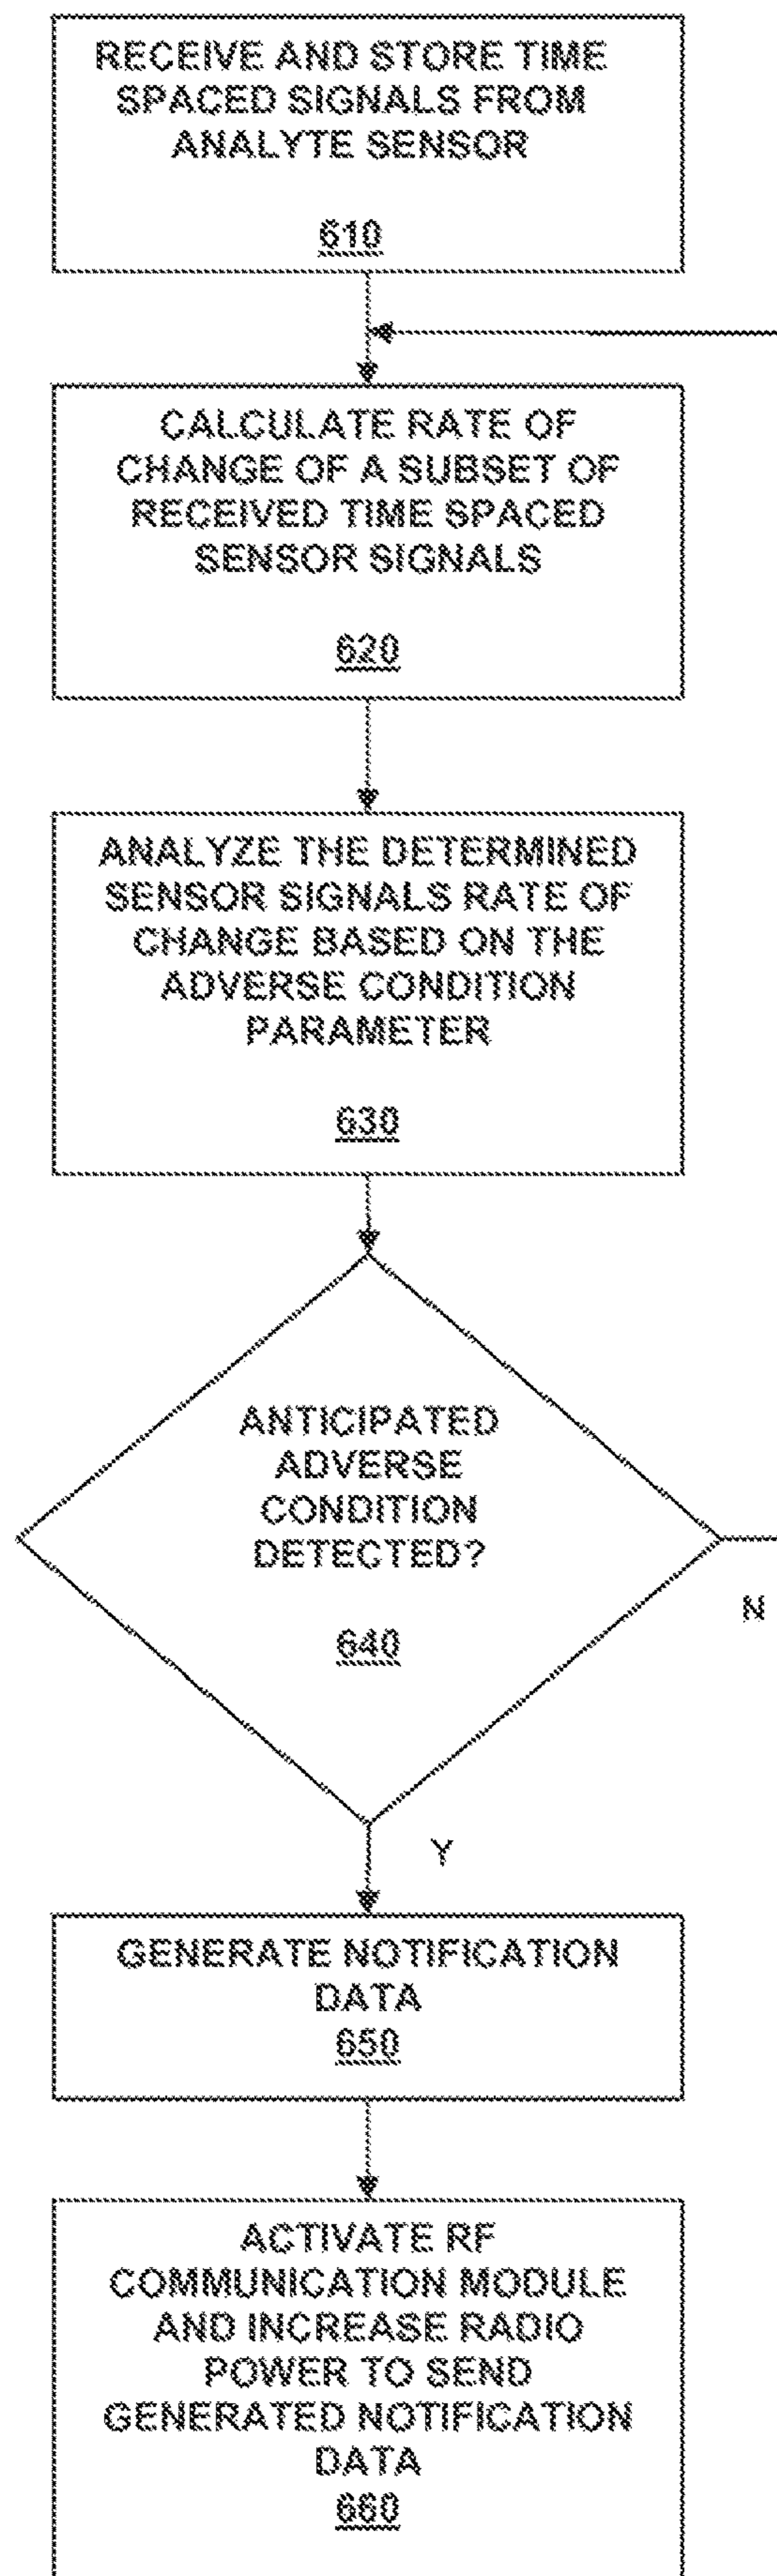 RECEIVE AND STORE TIME
SPACED SIGNALS FROM
ANALYTE SENSOR
610
CALCULATE RATE OF
CHANGE OF A SUBSET OF
RECEIVED TIME SPACED
SENSOR SIGNALS
620
ANALYZE THE DETERMINED
SENSOR SIGNALS RATE OF
CHANGE BASED ON THE
ADVERSE CONDITION
PARAMETER
630
ANTICIPATED
ADVERSE
CONDITION
DETECTED?
640
N
Y
GENERATE NOTIFICATION
DATA
650
ACTIVATE RF
COMMUNICATION MODULE
AND INCREASE RADIO
POWER TO SEND
GENERATED NOTIFICATION
DATA
660